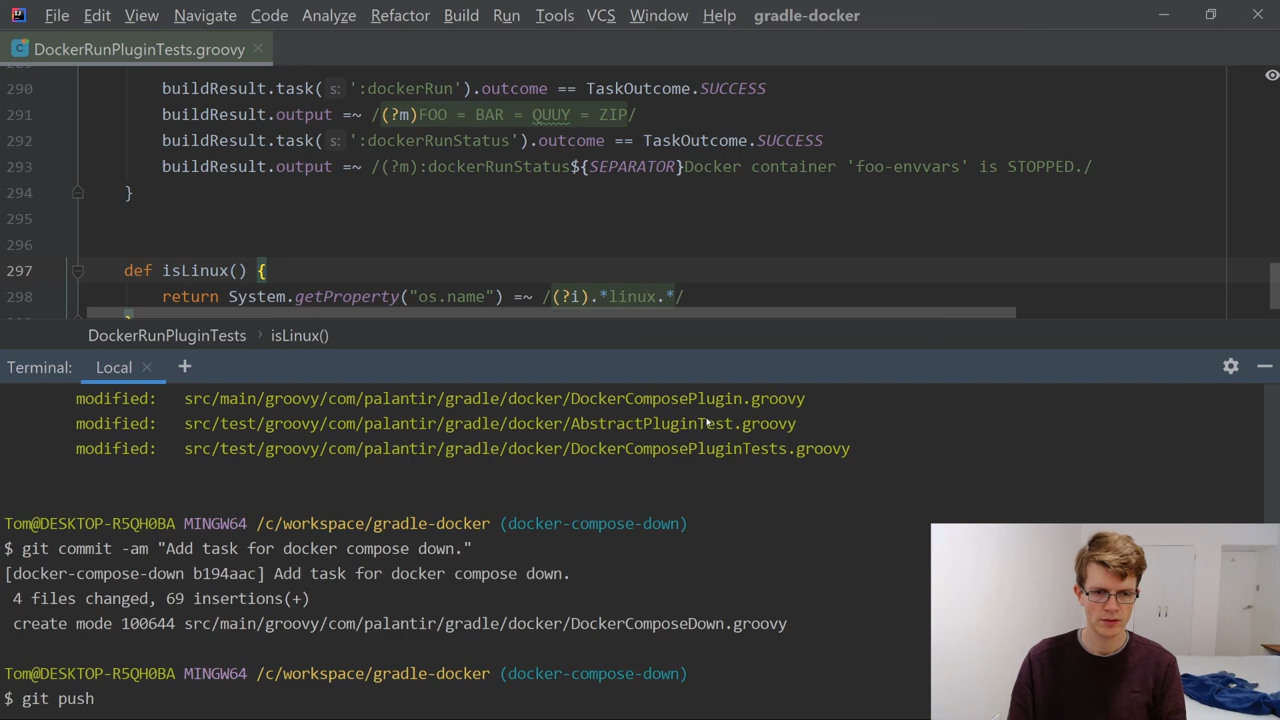 File Edit View Navigate Code Analyze Refactor Build Run Tools VCS Window Help gradle-docker
DockerRunPluginTests.groovy
290 buildResult.task( s: ':dockerRun').outcome == TaskOutcome.SUCCESS
291 buildResult.output =~ /(?m)FOO = BAR = QUUY = ZIP/
292 buildResult.task( s: ':dockerRunStatus').outcome == TaskOutcome.SUCCESS
293 buildResult.output =~ /(?m):dockerRunStatus${SEPARATOR}Docker container 'foo-envvars' is STOPPED./
294 }
295
296
297 def isLinux() {
298 return System.getProperty("os.name") =~ /(?i).*linux.*/
DockerRunPluginTests › isLinux()
Terminal: Local +
modified: src/main/groovy/com/palantir/gradle/docker/DockerComposePlugin.groovy
modified: src/test/groovy/com/palantir/gradle/docker/AbstractPluginTest.groovy
modified: src/test/groovy/com/palantir/gradle/docker/DockerComposePluginTests.groovy
Tom@DESKTOP-R5QH0BA MINGW64 /c/workspace/gradle-docker (docker-compose-down)
$ git commit -am "Add task for docker compose down."
[docker-compose-down b194aac] Add task for docker compose down.
4 files changed, 69 insertions(+)
create mode 100644 src/main/groovy/com/palantir/gradle/docker/DockerComposeDown.groovy
Tom@DESKTOP-R5QH0BA MINGW64 /c/workspace/gradle-docker (docker-compose-down)
$ git push